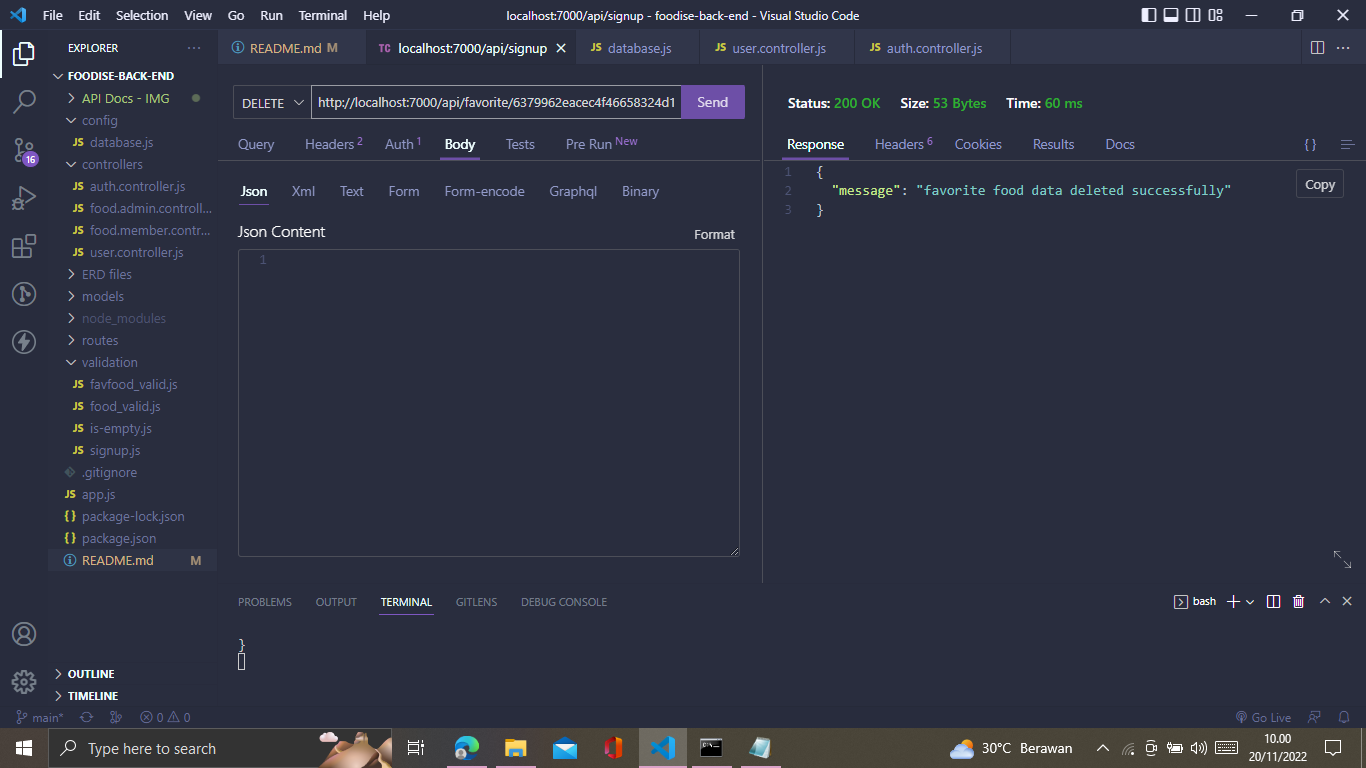 File Edit Selection View Go Run Terminal Help localhost:7000/api/signup - foodise-back-end - Visual Studio Code
EXPLORER ···
FOODISE-BACK-END
API Docs - IMG
config
JS database.js
controllers
JS auth.controller.js
JS food.admin.controll...
JS food.member.contr...
JS user.controller.js
ERD files
models
node_modules
routes
validation
JS favfood_valid.js
JS food_valid.js
JS is-empty.js
JS signup.js
.gitignore
JS app.js
{} package-lock.json
{} package.json
README.md M
OUTLINE
TIMELINE
16
README.md M TC localhost:7000/api/signup JS database.js JS user.controller.js JS auth.controller.js ···
DELETE http://localhost:7000/api/favorite/6379962eacec4f46658324d1 Send
Query Headers 2 Auth 1 Body Tests Pre Run New
Json Xml Text Form Form-encode Graphql Binary
Json Content Format
1
Status: 200 OK Size: 53 Bytes Time: 60 ms
Response Headers 6 Cookies Results Docs {}
1 {
2 "message": "favorite food data deleted successfully"
3 }
Copy
PROBLEMS OUTPUT TERMINAL GITLENS DEBUG CONSOLE bash
}
main* 0 0 Go Live
Type here to search 30°C Berawan 10.00
20/11/2022